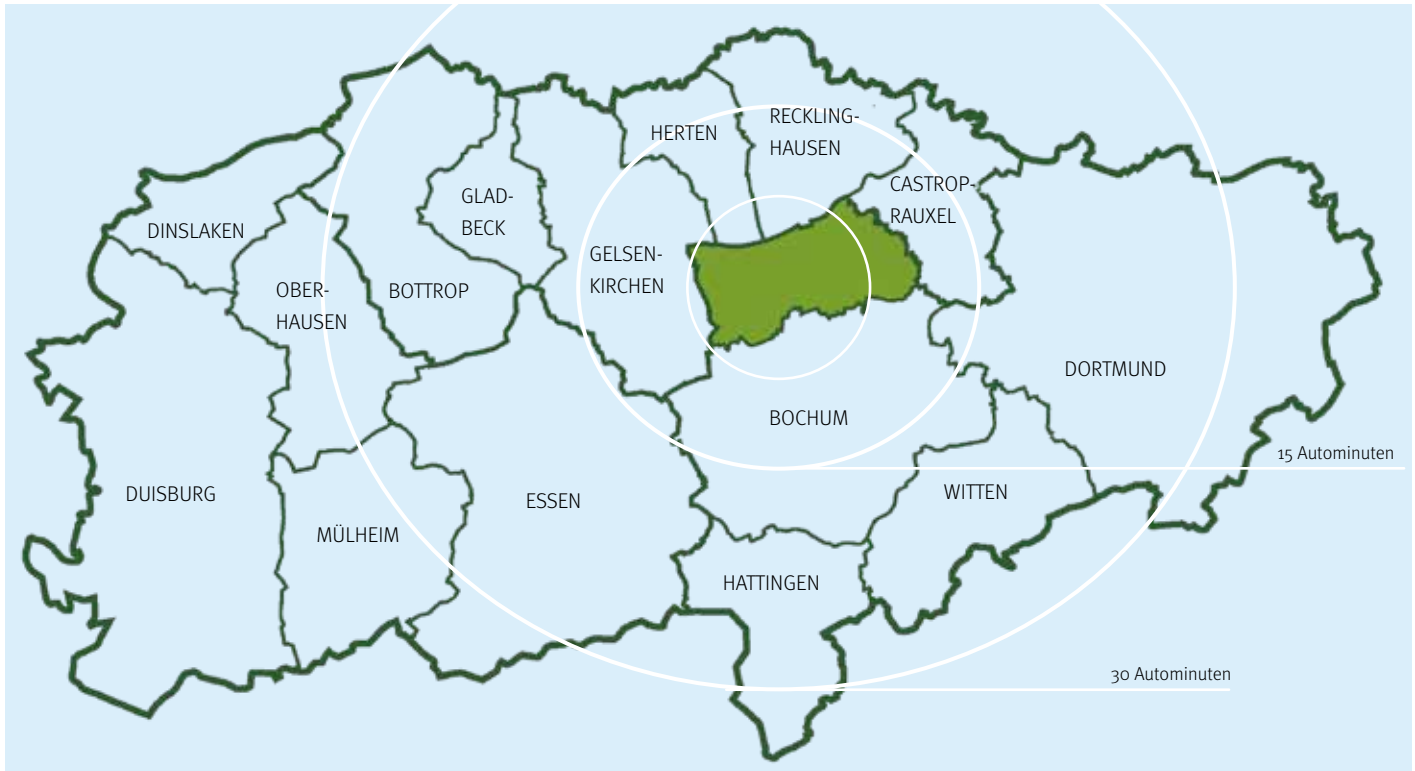 RECKLING-
HAUSEN
HERTEN
CASTROP-
RAUXEL
GLAD-
BECK
DINSLAKEN
GELSEN-
KIRCHEN
OBER-
HAUSEN
BOTTROP
DORTMUND
BOCHUM
15 Autominuten
DUISBURG
WITTEN
ESSEN
MÜLHEIM
HATTINGEN
30 Autominuten